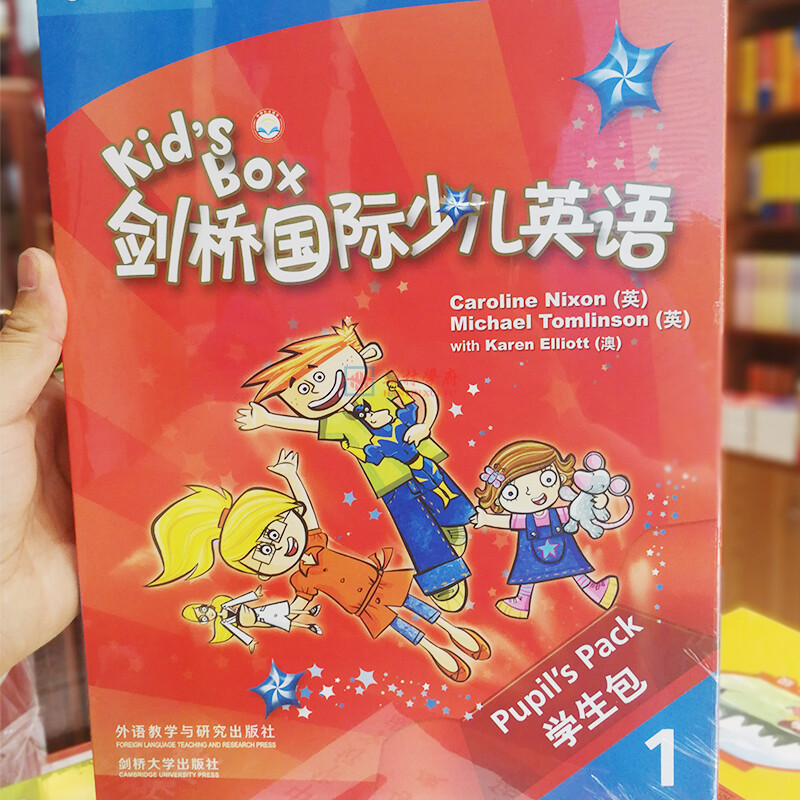 Kid's
Box
剑桥国际少儿英语
Caroline Nixon (英)
Michael Tomlinson (英)
with Karen Elliott (澳)
Pupil's Pack
学生包
1
外语教学与研究出版社
FOREIGN LANGUAGE TEACHING AND RESEARCH PRESS
剑桥大学出版社
CAMBRIDGE UNIVERSITY PRESS